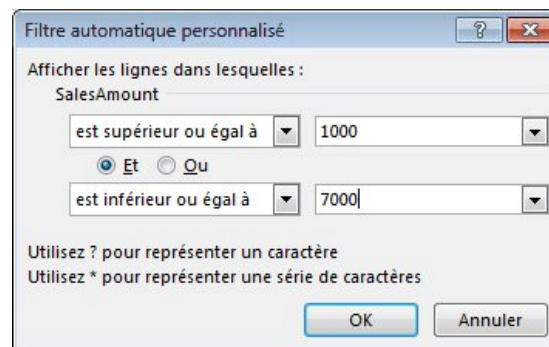 Filtre automatique personnalisé
Afficher les lignes dans lesquelles :
SalesAmount
est supérieur ou égal à 1000
Et Ou
est inférieur ou égal à 7000
Utilisez ? pour représenter un caractère
Utilisez * pour représenter une série de caractères
OK Annuler